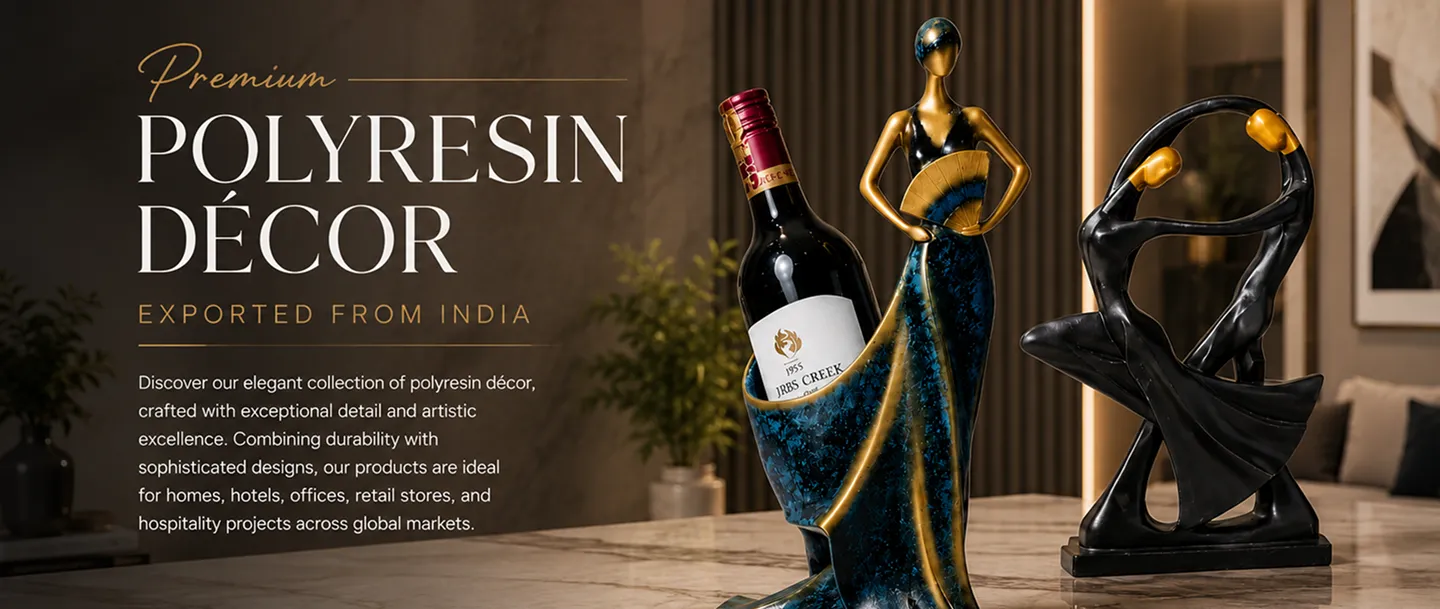 Premium
POLYRESIN
DÉCOR
EXPORTED FROM INDIA
Discover our elegant collection of polyresin décor,
crafted with exceptional detail and artistic
excellence. Combining durability with
sophisticated designs, our products are ideal
for homes, hotels, offices, retail stores, and
hospitality projects across global markets.
1955
JRBS CREEK